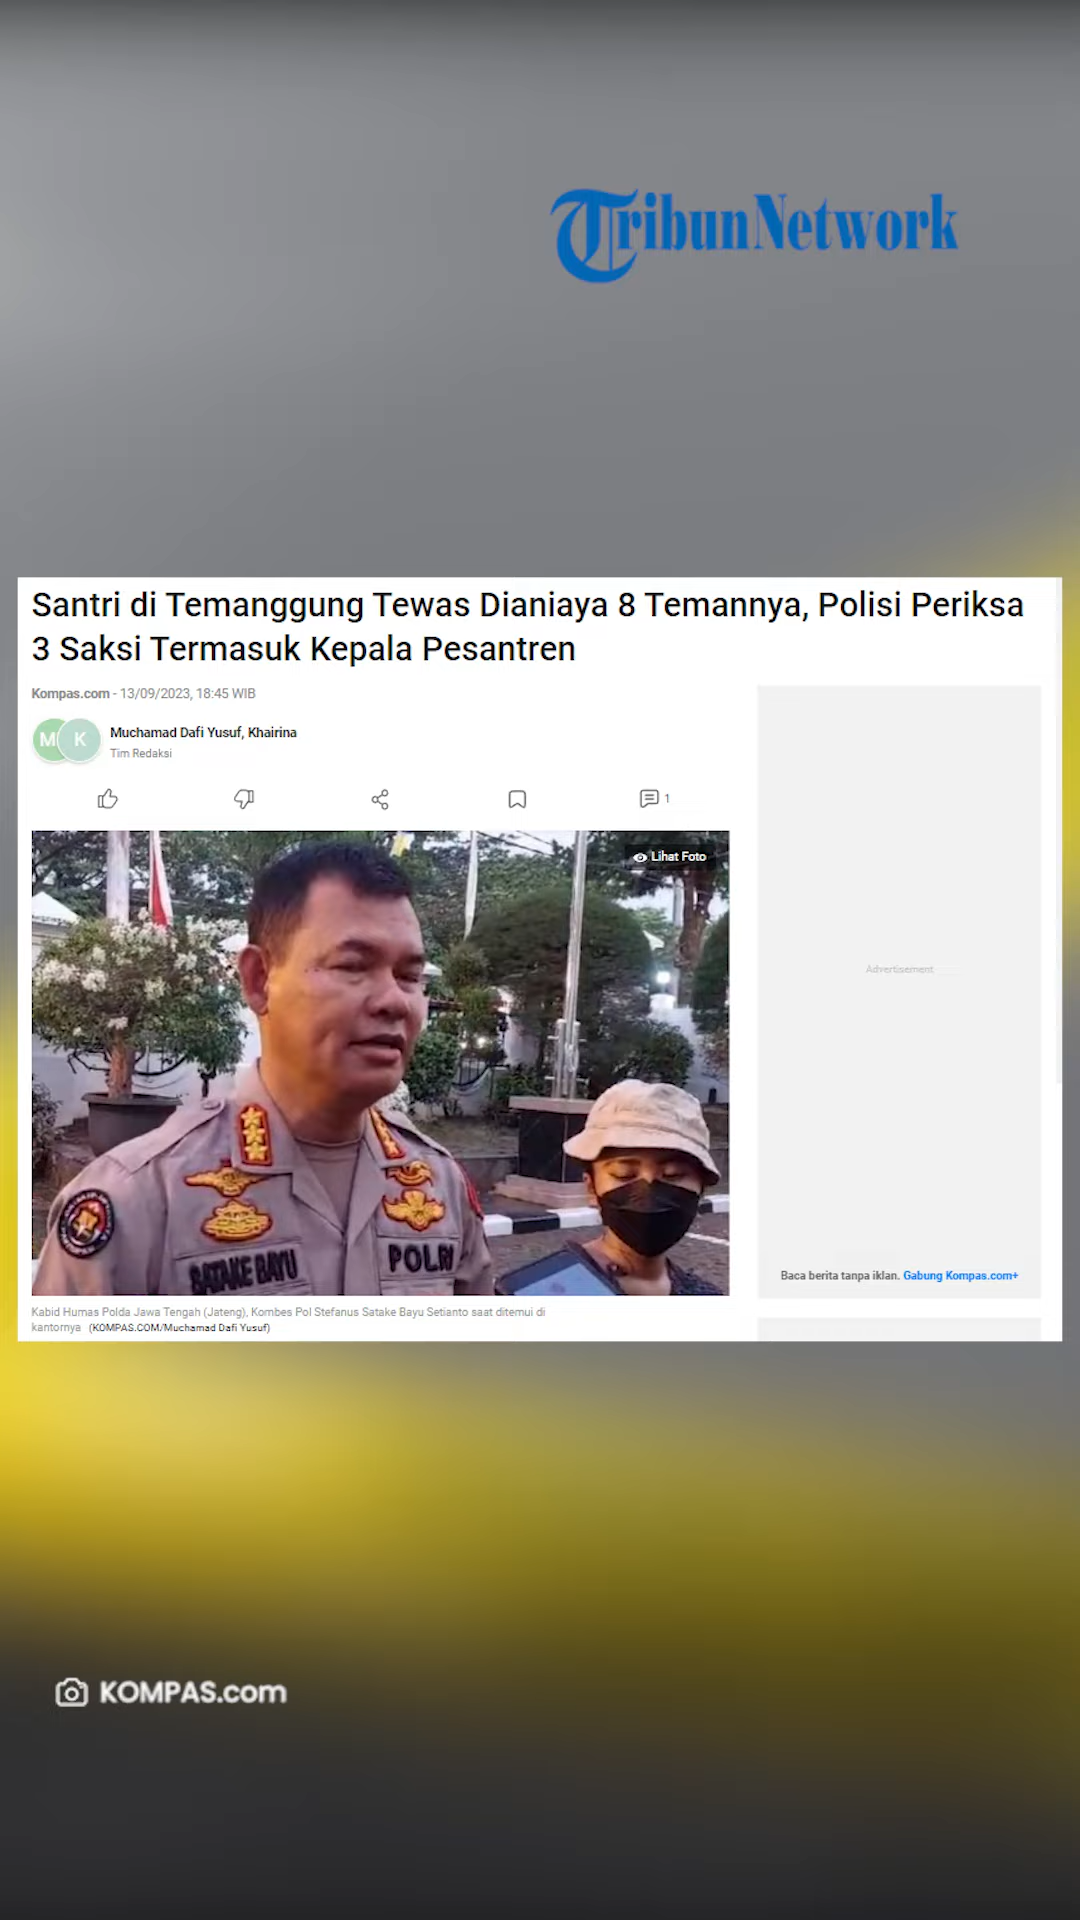 TribunNetwork
Santri di Temanggung Tewas Dianiaya 8 Temannya, Polisi Periksa
3 Saksi Termasuk Kepala Pesantren
Kompas.com - 13/09/2023, 18:45 WIB
M K
Muchamad Dafi Yusuf, Khairina
Tim Redaksi
1
Lihat Foto
SATAKE BAYU
POLRI
Advertisement
Baca berita tanpa iklan. Gabung Kompas.com+
Kabid Humas Polda Jawa Tengah (Jateng), Kombes Pol Stefanus Satake Bayu Setianto saat ditemui di
kantornya (KOMPAS.COM/Muchamad Dafi Yusuf)
KOMPAS.com